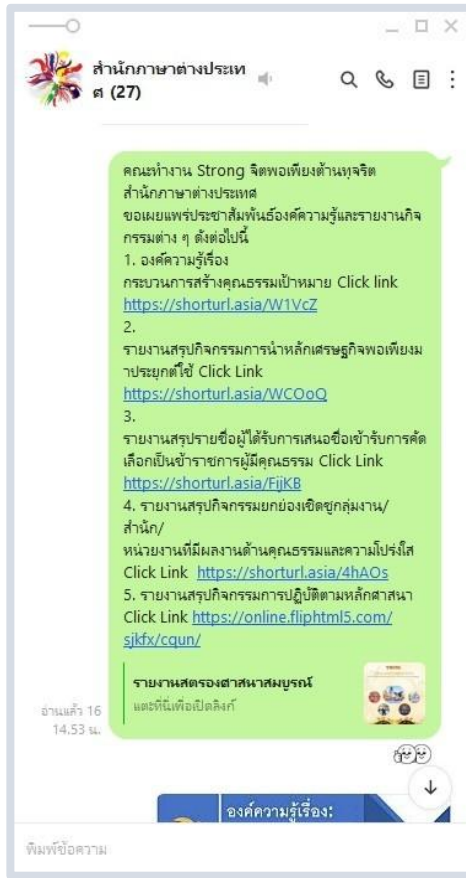 สำนักภาษาต่างประเท
ศ (27)
คณะทำงาน Strong จิตพอเพียงต้านทุจริต
สำนักภาษาต่างประเทศ
ขอเผยแพร่ประชาสัมพันธ์องค์ความรู้และรายงานกิจ
กรรมต่าง ๆ ดังต่อไปนี้
1. องค์ความรู้เรื่อง
กระบวนการสร้างคุณธรรมเป้าหมาย Click link
https://shorturl.asia/W1VcZ
2.
รายงานสรุปกิจกรรมการนำหลักเศรษฐกิจพอเพียงม
าประยุกต์ใช้ Click Link
https://shorturl.asia/WCOoQ
3.
รายงานสรุปรายชื่อผู้ได้รับการเสนอชื่อเข้ารับการคัด
เลือกเป็นข้าราชการผู้มีคุณธรรม Click Link
https://shorturl.asia/FijKB
4. รายงานสรุปกิจกรรมยกย่องเชิดชูกลุ่มงาน/
สำนัก/
หน่วยงานที่มีผลงานด้านคุณธรรมและความโปร่งใส
Click Link https://shorturl.asia/4hAOs
5. รายงานสรุปกิจกรรมการปฏิบัติตามหลักศาสนา
Click Link https://online.fliphtml5.com/
sjkfx/cqun/
รายงานสตรองศาสนาสมบูรณ์
แตะที่นี่เพื่อเปิดลิงก์
อ่านแล้ว 16
14.53 น.
องค์ความรู้เรื่อง:
พิมพ์ข้อความ